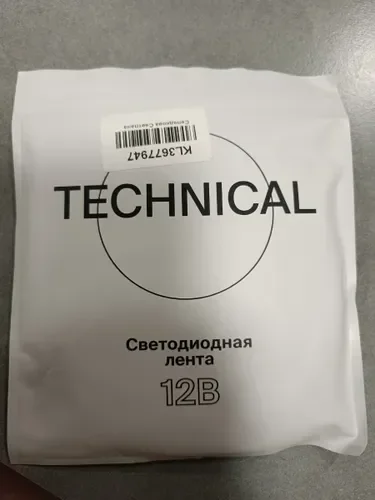 KL3677947
TECHNICAL
Светодиодная
лента
12В